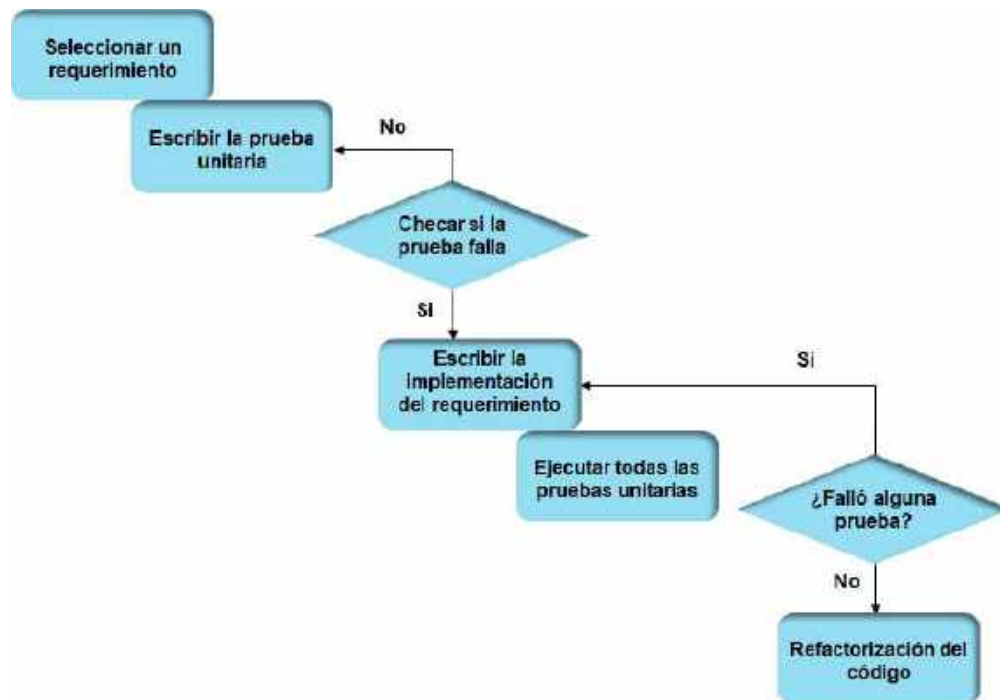 Seleccionar un
requerimiento
Escribir la prueba
unitaria
No
Checar si la
prueba falla
Si
Escribir la
implementación
del requerimiento
Si
Ejecutar todas las
pruebas unitarias
¿Falló alguna
prueba?
No
Refactorización del
código